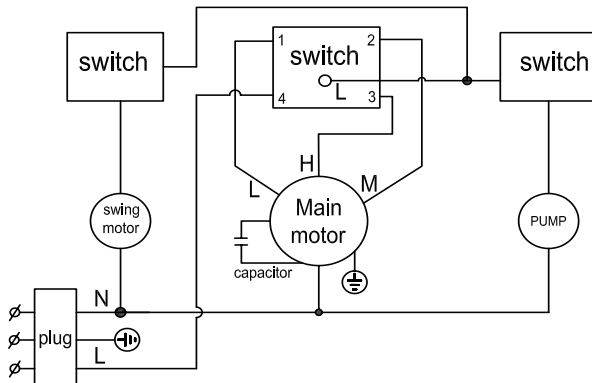 switch
1
2
switch
L
4
3
switch
H
L
M
swing
motor
Main
motor
PUMP
capacitor
N
plug
L